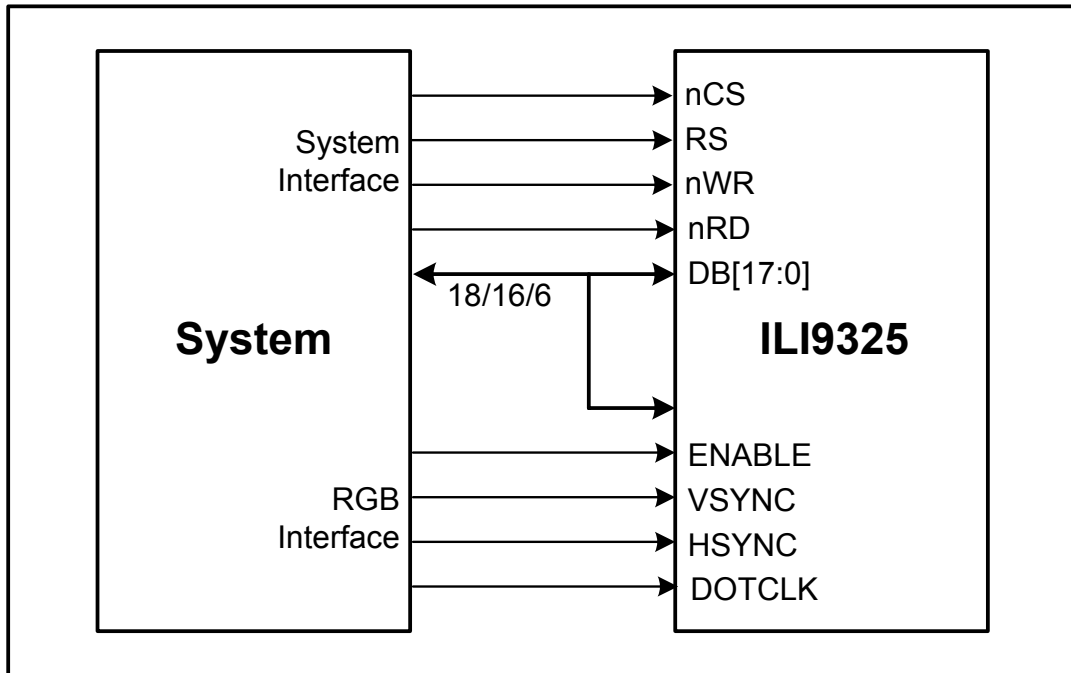 nCS
System
Interface
RS
nWR
nRD
DB[17:0]
18/16/6
System
ILI9325
ENABLE
RGB
Interface
VSYNC
HSYNC
DOTCLK